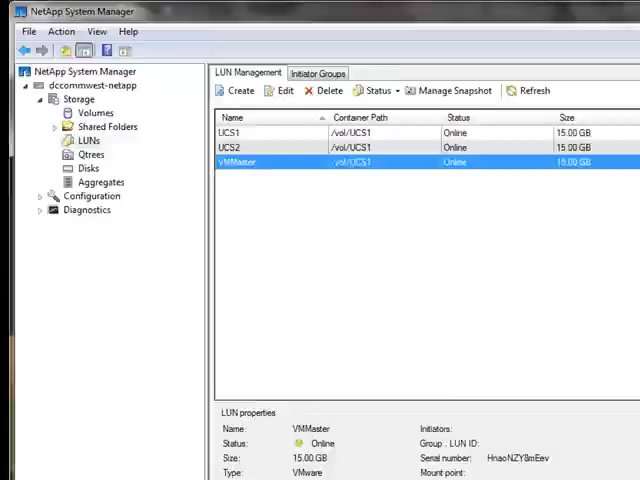 NetApp System Manager
File Action View Help
NetApp System Manager
dccommwest-netapp
Storage
Volumes
Shared Folders
LUNs
Qtrees
Disks
Aggregates
Configuration
Diagnostics
LUN Management Initiator Groups
Create Edit Delete Status Manage Snapshot Refresh
Name Container Path Status Size
UCS1 /vol/UCS1 Online 15.00 GB
UCS2 /vol/UCS1 Online 15.00 GB
VMMaster /vol/UCS1 Online 15.00 GB
LUN properties
Name: VMMaster Initiators:
Status: Online Group . LUN ID:
Size: 15.00 GB Serial number: HnaoNZY8mEev
Type: VMware Mount point: